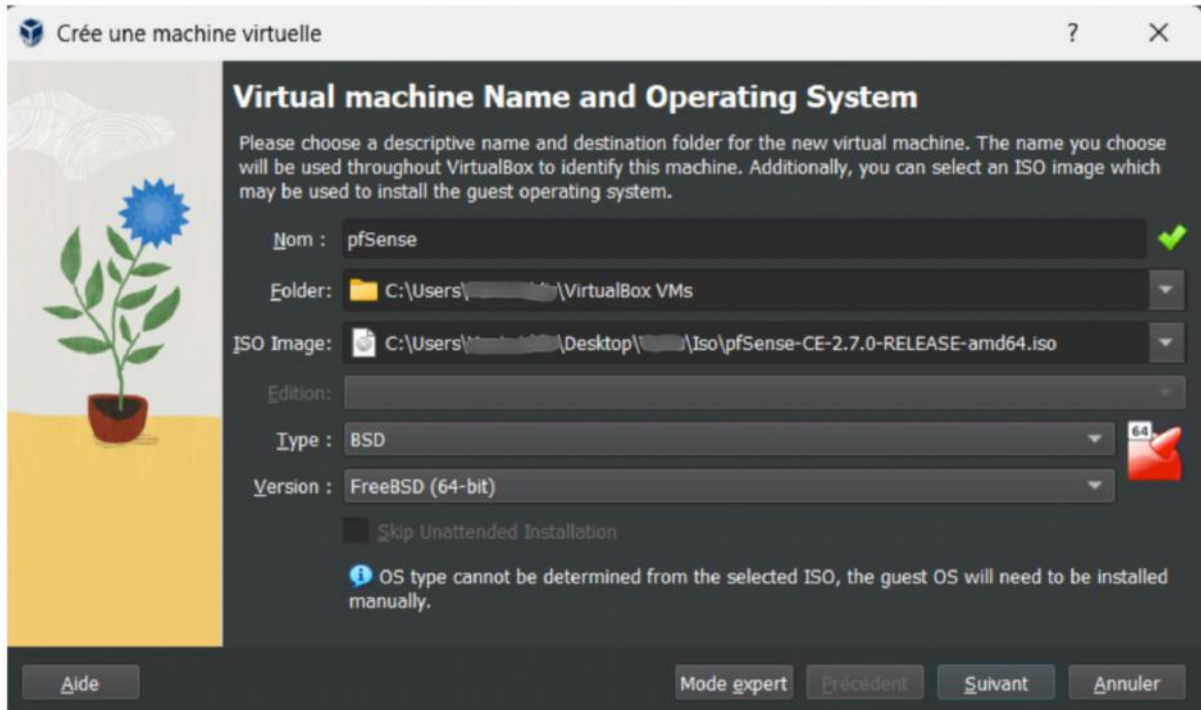 Crée une machine virtuelle
?
Virtual machine Name and Operating System
Please choose a descriptive name and destination folder for the new virtual machine. The name you choose
will be used throughout VirtualBox to identify this machine. Additionally, you can select an ISO image which
may be used to install the guest operating system.
Nom : pfSense
Folder: C:\Users\ \VirtualBox VMs
ISO Image: C:\Users\ \Desktop\ \Iso\pfSense-CE-2.7.0-RELEASE-amd64.iso
Edition:
Type : BSD
64
Version : FreeBSD (64-bit)
Skip Unattended Installation
OS type cannot be determined from the selected ISO, the guest OS will need to be installed
manually.
Aide Mode expert Précédent Suivant Annuler